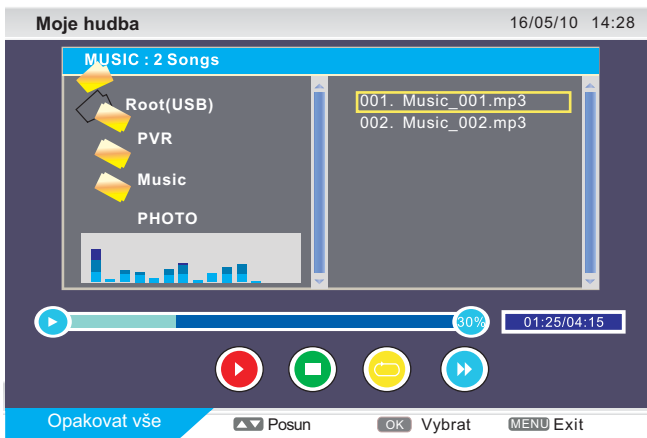 Moje hudba 16/05/10 14:28
MUSIC : 2 Songs
Root(USB)
PVR
Music
PHOTO
001. Music_001.mp3
002. Music_002.mp3
30% 01:25/04:15
Opakovat vše Posun OK Vybrat MENU Exit